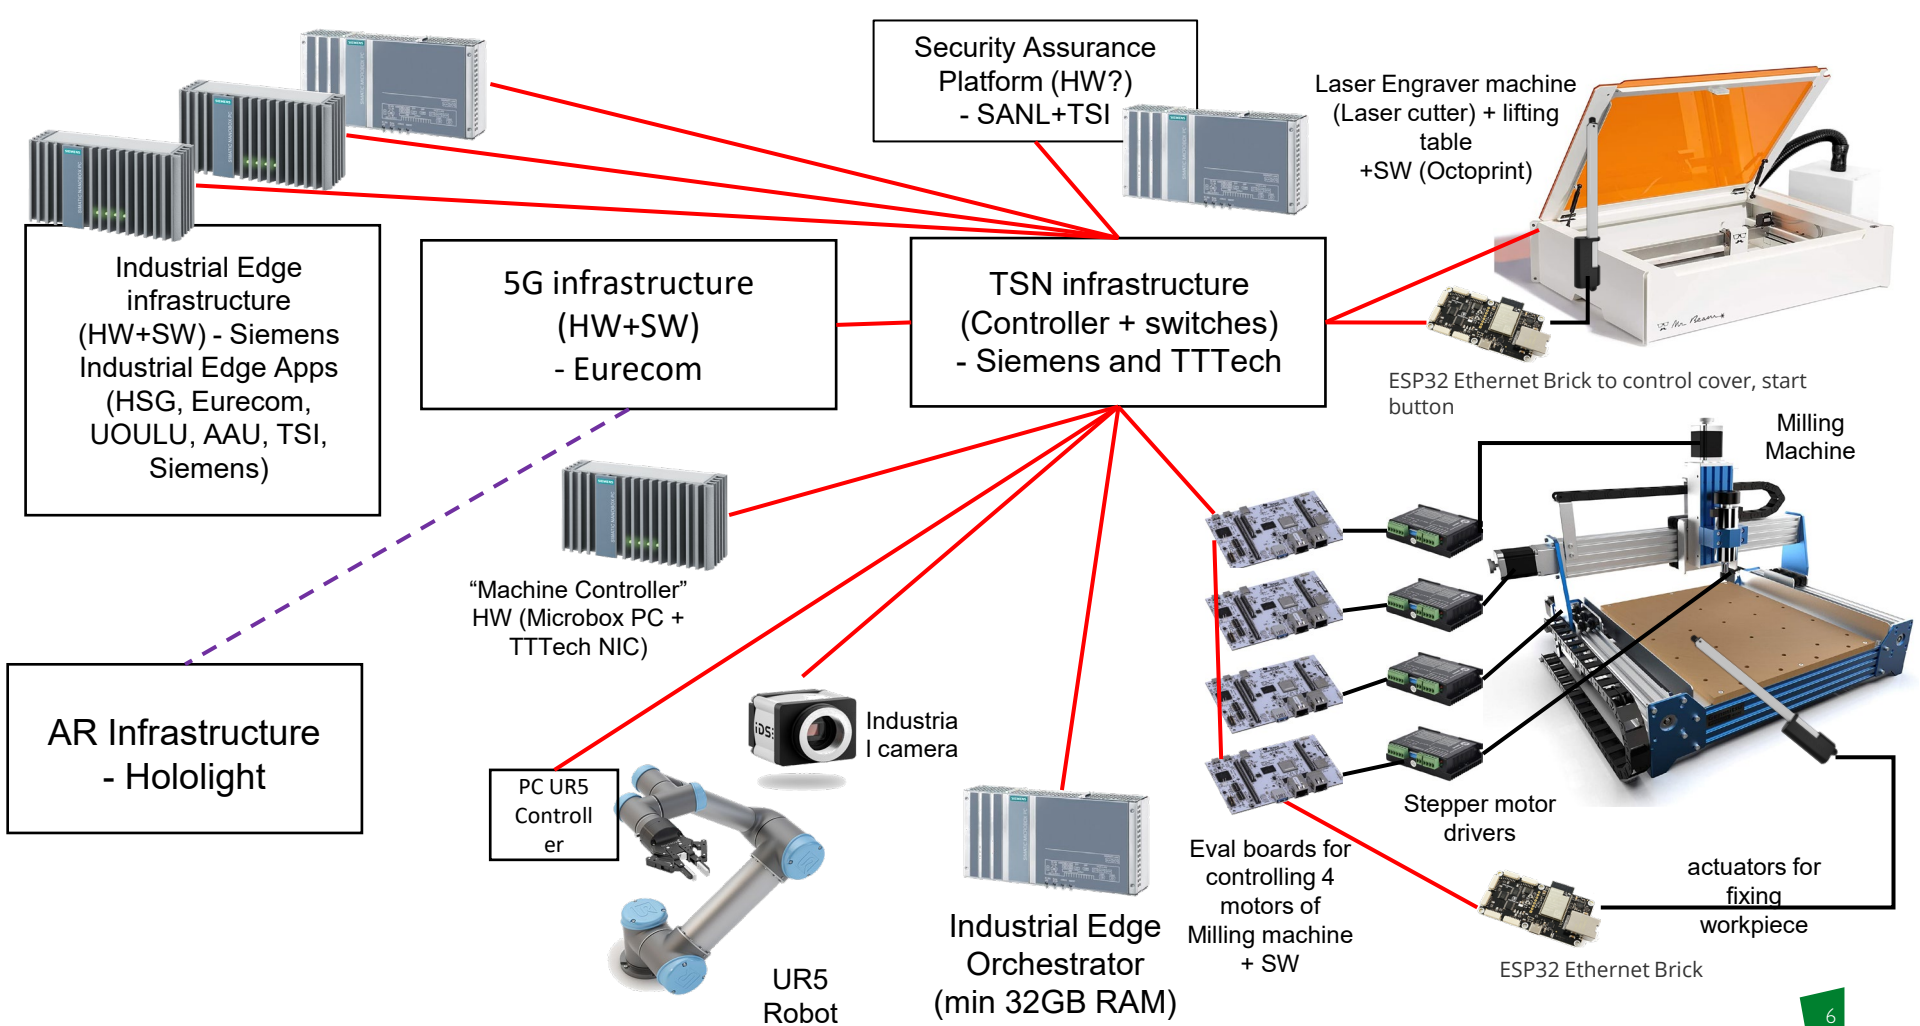 Security Assurance
Platform (HW?)
- SANL+TSI
Laser Engraver machine
(Laser cutter) + lifting
table
+SW (Octoprint)
Industrial Edge
infrastructure
(HW+SW) - Siemens
Industrial Edge Apps
(HSG, Eurecom,
UOULU, AAU, TSI,
Siemens)
5G infrastructure
(HW+SW)
- Eurecom
TSN infrastructure
(Controller + switches)
- Siemens and TTTech
Mr Beam
ESP32 Ethernet Brick to control cover, start
button
Milling
Machine
“Machine Controller”
HW (Microbox PC +
TTTech NIC)
AR Infrastructure
- Hololight
iDS
Industria
l camera
PC UR5
Controll
er
UR5
Robot
Industrial Edge
Orchestrator
(min 32GB RAM)
Eval boards for
controlling 4
motors of
Milling machine
+ SW
Stepper motor
drivers
actuators for
fixing
workpiece
ESP32 Ethernet Brick
6